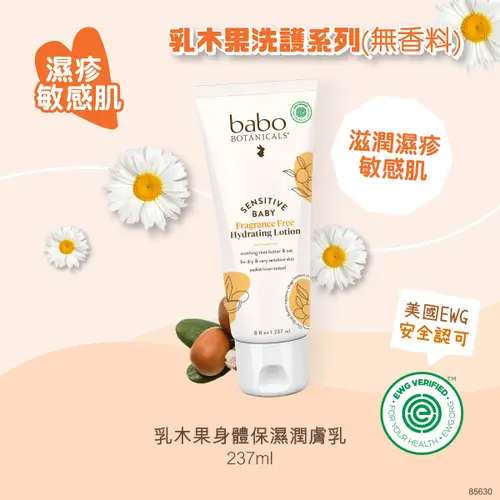 乳木果洗護系列(無香料)
濕疹
敏感肌
滋潤濕疹
敏感肌
babo
BOTANICALS
SENSITIVE
BABY
Fragrance Free
Hydrating Lotion
soothing shea butter & oat
for dry & very sensitive skin
pediatrician tested
8 fl oz | 237 ml
美國EWG
安全認可
EWG VERIFIED
TM
FOR YOUR HEALTH • EWG.ORG
乳木果身體保濕潤膚乳
237ml
85630